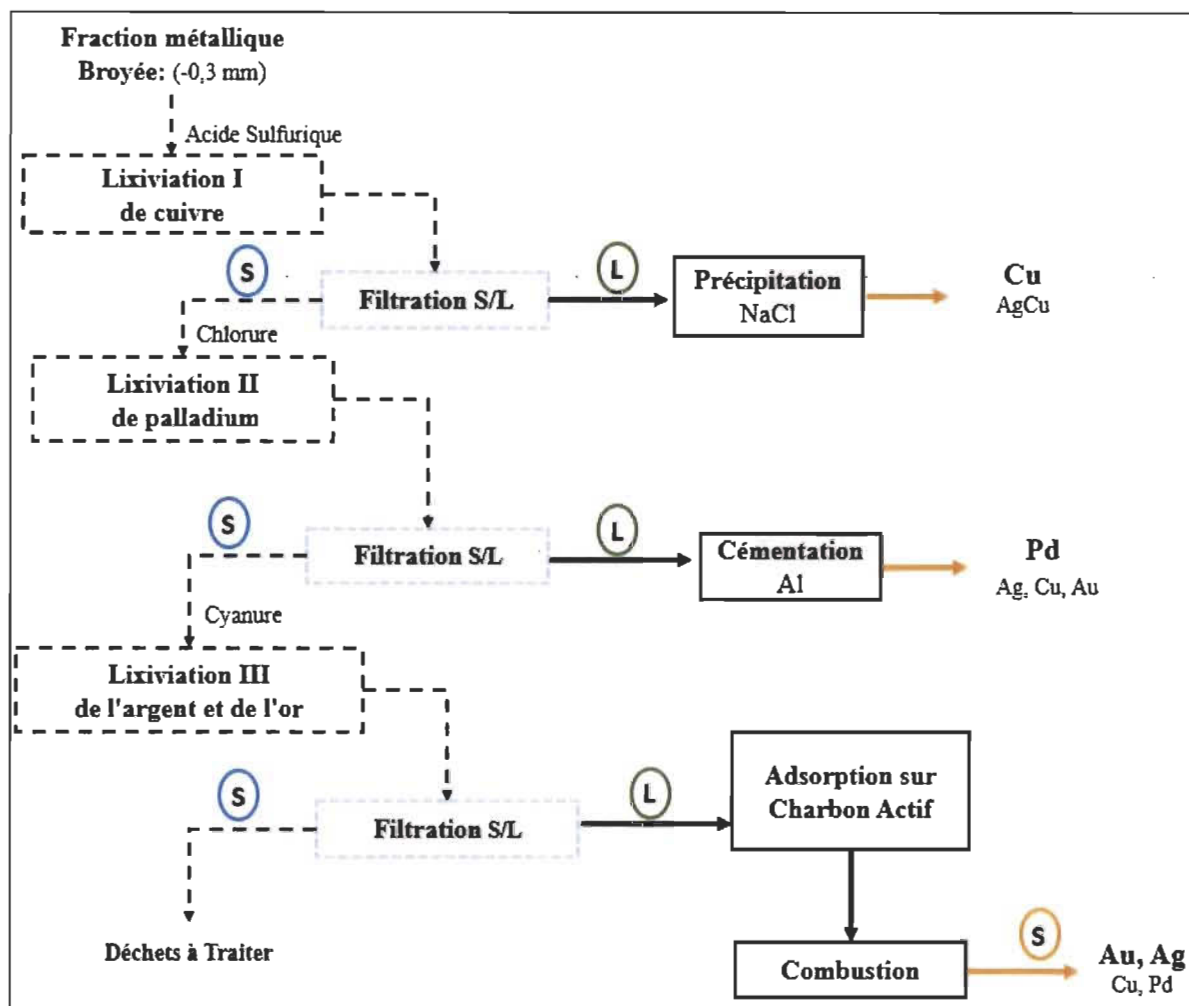 Fraction métallique
Broyée: (-0,3 mm)
Acide Sulfurique
Lixiviation I
de cuivre
S
Filtration S/L
L
Précipitation
NaCl
Cu
AgCu
Chlorure
Lixiviation II
de palladium
S
Filtration S/L
L
Cémentation
Al
Pd
Ag, Cu, Au
Cyanure
Lixiviation III
de l'argent et de l'or
S
Filtration S/L
L
Adsorption sur
Charbon Actif
Déchets à Traiter
Combustion
S
Au, Ag
Cu, Pd